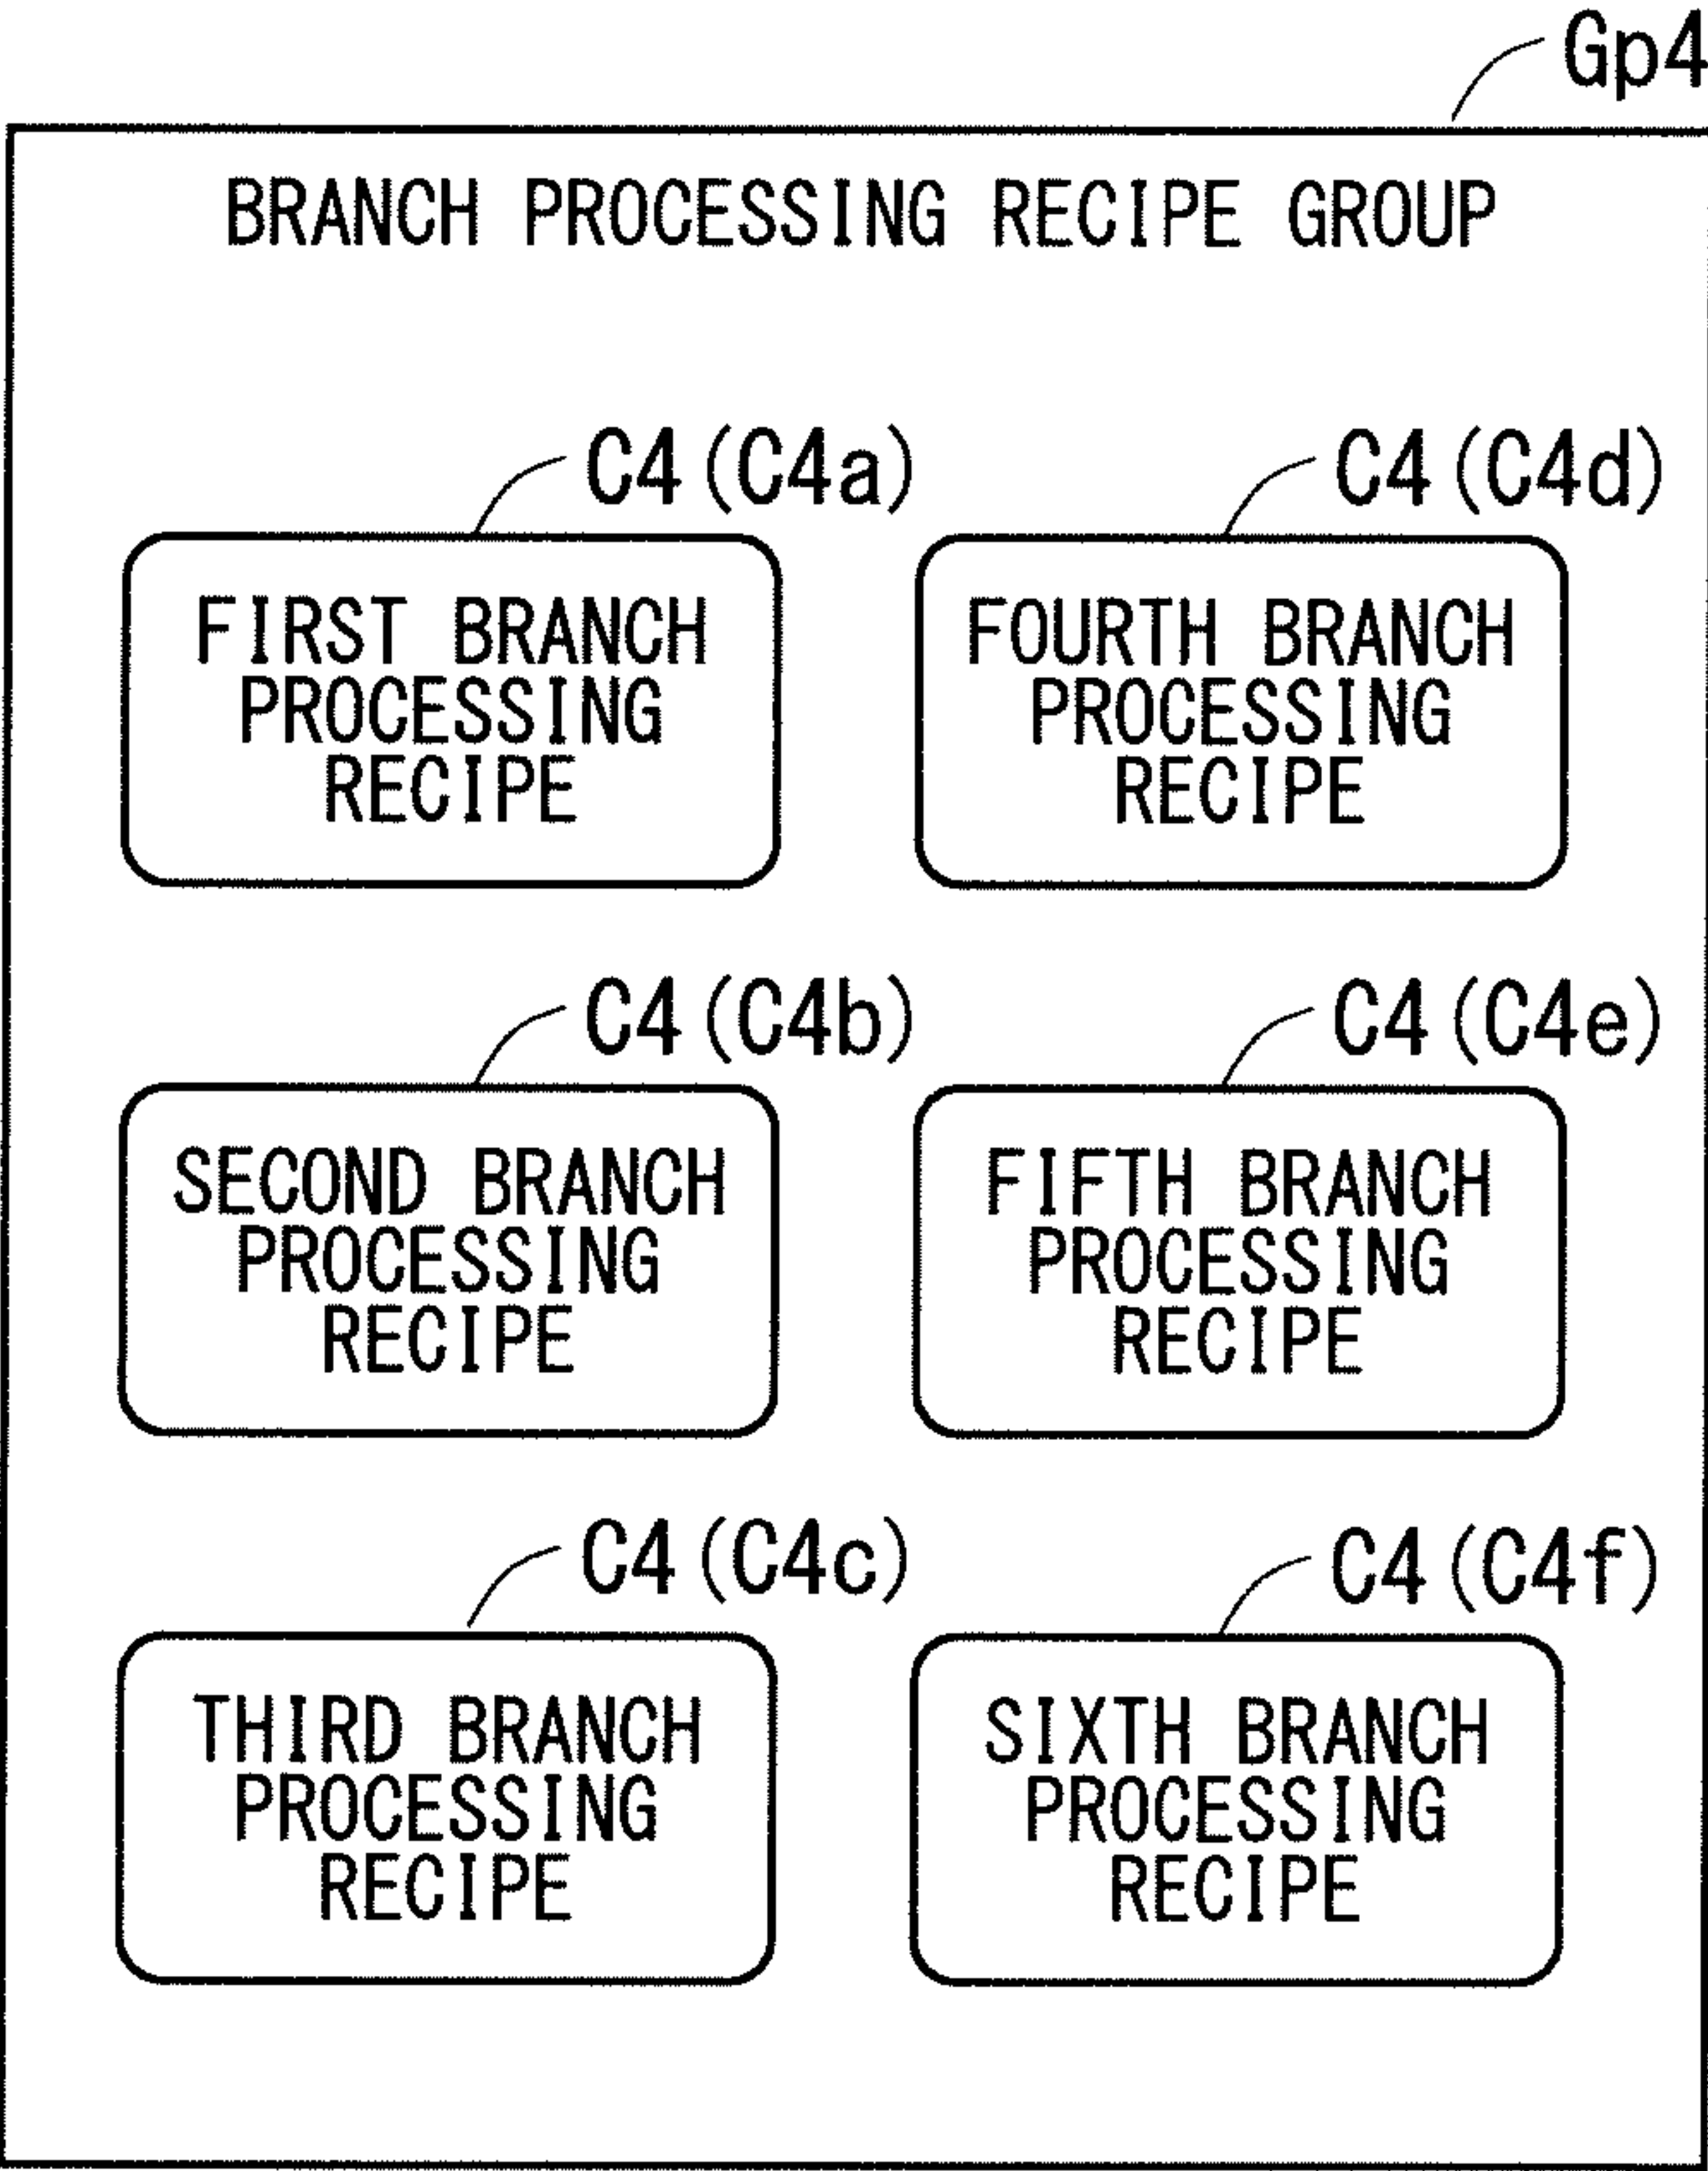 Gp4
BRANCH PROCESSING RECIPE GROUP
C4 (C4a)
FIRST BRANCH
PROCESSING
RECIPE
C4 (C4d)
FOURTH BRANCH
PROCESSING
RECIPE
C4 (C4b)
SECOND BRANCH
PROCESSING
RECIPE
C4 (C4e)
FIFTH BRANCH
PROCESSING
RECIPE
C4 (C4c)
THIRD BRANCH
PROCESSING
RECIPE
C4 (C4f)
SIXTH BRANCH
PROCESSING
RECIPE